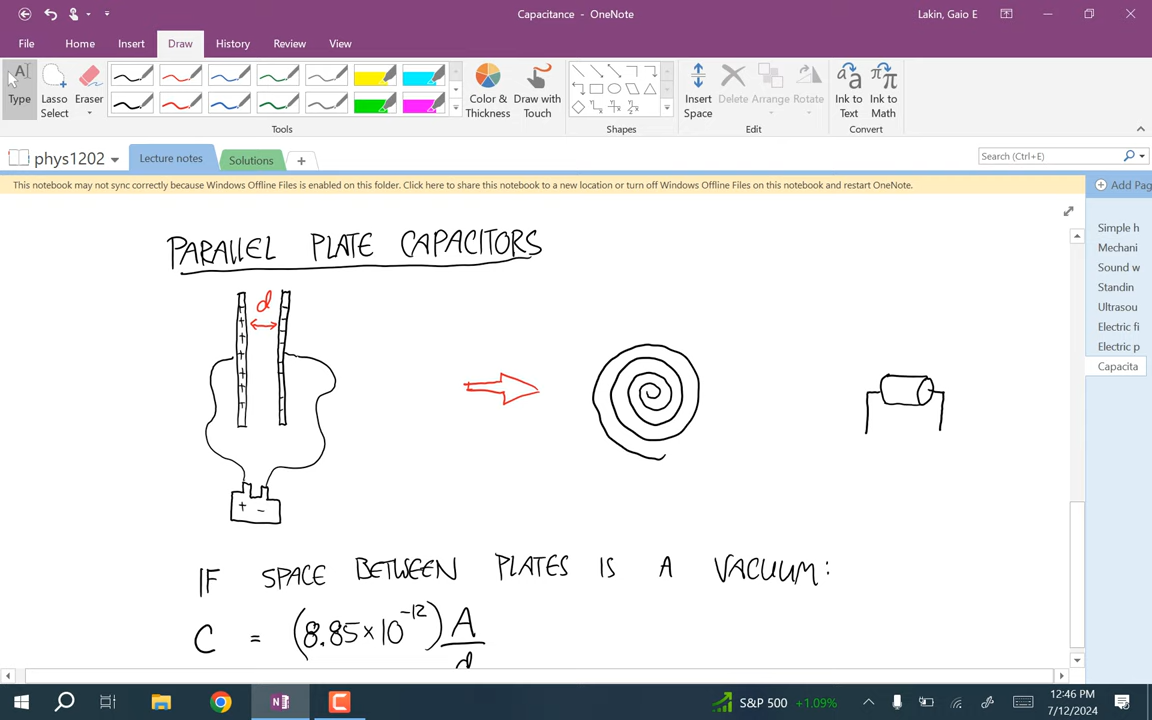 Capacitance - OneNote
Lakin, Gaio E
File Home Insert Draw History Review View
Type
Lasso Select
Eraser
Color & Thickness
Draw with Touch
Insert Space
Delete Arrange Rotate
Ink to Text
Ink to Math
Tools Shapes Edit Convert
phys1202 Lecture notes Solutions +
Search (Ctrl+E)
This notebook may not sync correctly because Windows Offline Files is enabled on this folder. Click here to share this notebook to a new location or turn off Windows Offline Files on this notebook and restart OneNote.
Add Pag
Simple h
Mechani
Sound w
Standin
Ultrasou
Electric fi
Electric p
Capacita
PARALLEL PLATE CAPACITORS
d
+ -
IF SPACE BETWEEN PLATES IS A VACUUM:
C = (8.85×10⁻¹²) A
d
S&P 500 +1.09%
12:46 PM
7/12/2024